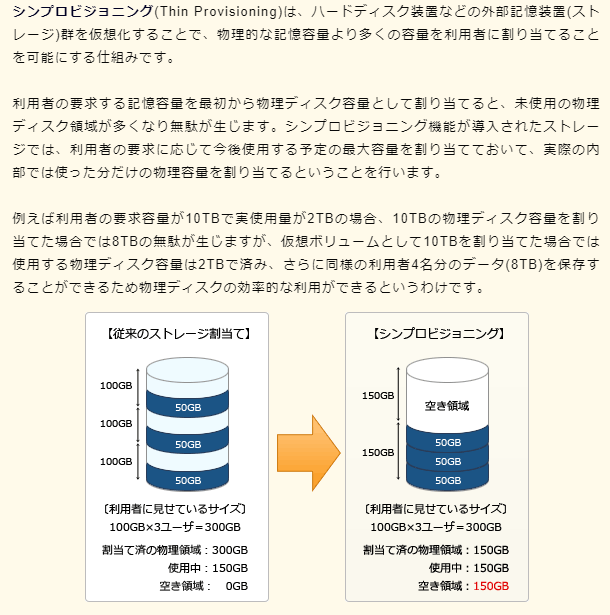 シンプロビジョニング(Thin Provisioning)は、ハードディスク装置などの外部記憶装置(スト
レージ)群を仮想化することで、物理的な記憶容量より多くの容量を利用者に割り当てること
を可能にする仕組みです。
利用者の要求する記憶容量を最初から物理ディスク容量として割り当てると、未使用の物理
ディスク領域が多くなり無駄が生じます。シンプロビジョニング機能が導入されたストレー
ジでは、利用者の要求に応じて今後使用する予定の最大容量を割り当てておいて、実際の内
部では使った分だけの物理容量を割り当てるということを行います。
例えば利用者の要求容量が10TBで実使用量が2TBの場合、10TBの物理ディスク容量を割り
当てた場合では8TBの無駄が生じますが、仮想ボリュームとして10TBを割り当てた場合では
使用する物理ディスク容量は2TBで済み、さらに同様の利用者4名分のデータ(8TB)を保存す
ることができるため物理ディスクの効率的な利用ができるというわけです。
【従来のストレージ割当て】
100GB
50GB
100GB
50GB
100GB
50GB
〔利用者に見せているサイズ〕
100GB×3ユーザ＝300GB
割当て済の物理領域：300GB
使用中：150GB
空き領域： 0GB
【シンプロビジョニング】
150GB
空き領域
150GB
50GB
50GB
50GB
〔利用者に見せているサイズ〕
100GB×3ユーザ＝300GB
割当て済の物理領域：150GB
使用中：150GB
空き領域：150GB